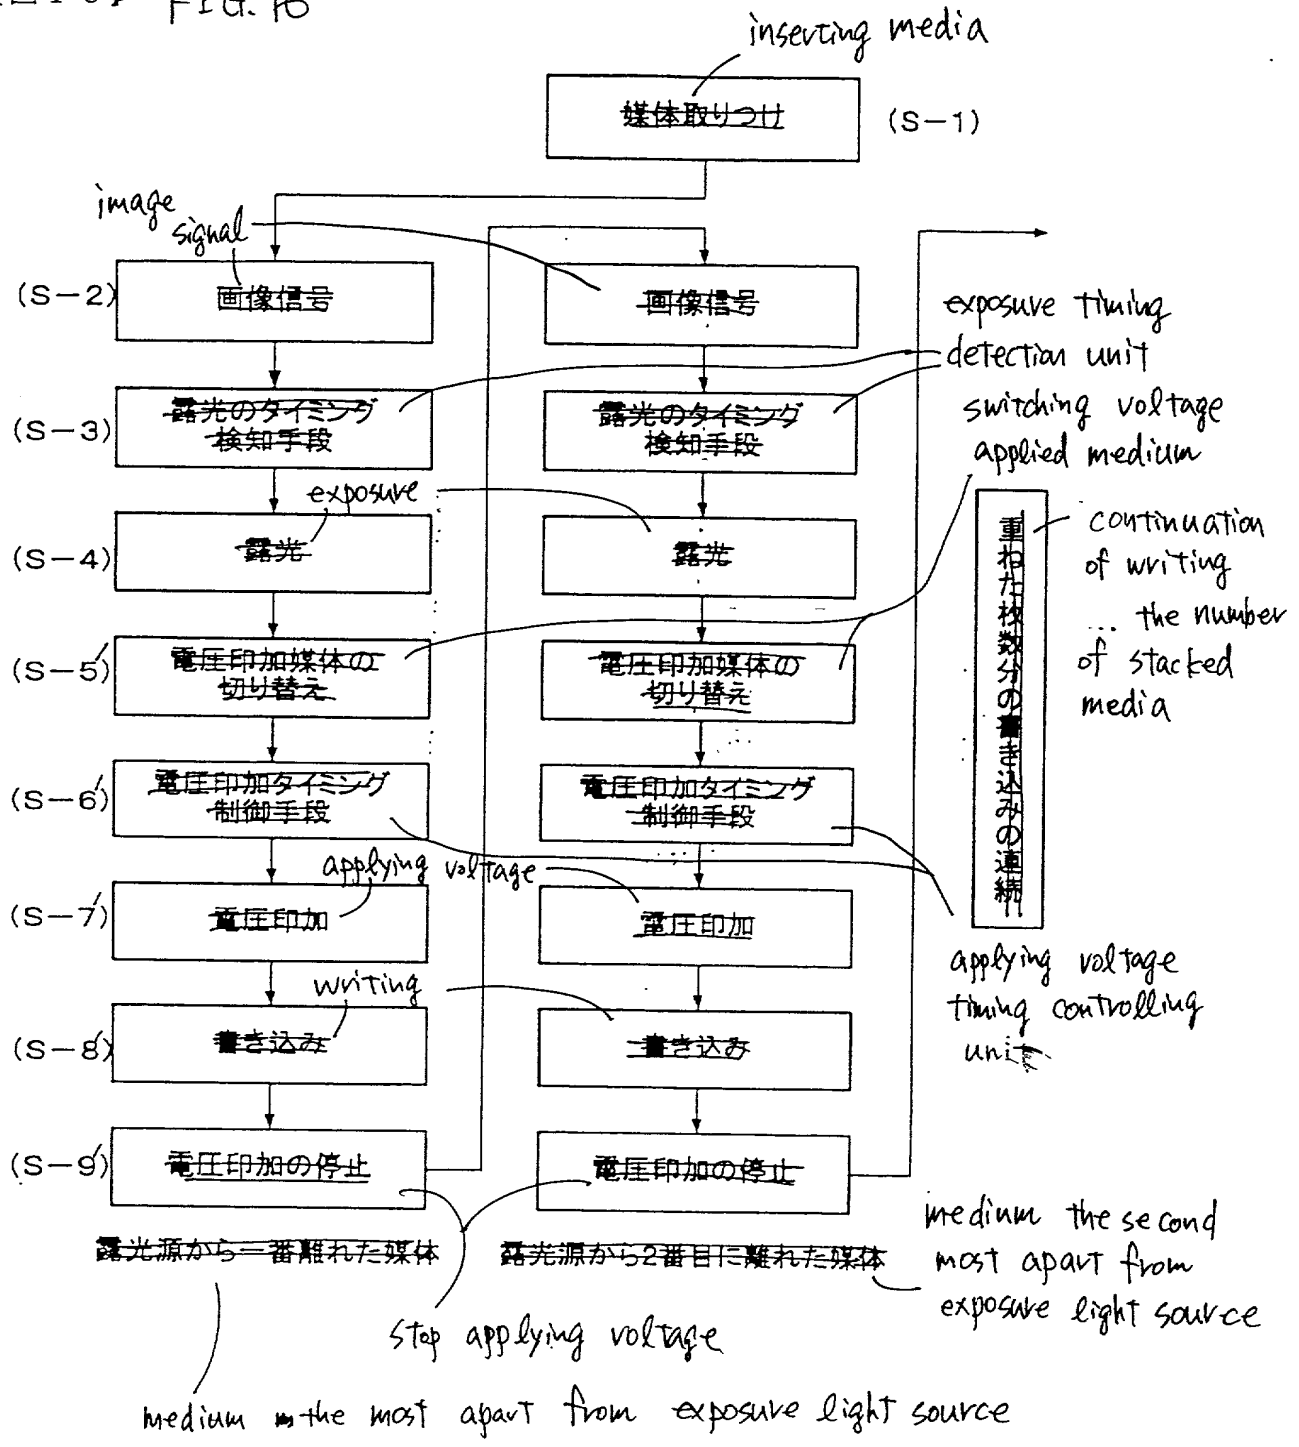 FIG. 16
inserting media
媒体取りつけ
(S-1)
image
signal
(S-2)
画像信号
画像信号
exposure timing
detection unit
(S-3)
露光のタイミング
検知手段
露光のタイミング
検知手段
switching voltage
applied medium
exposure
(S-4)
露光
露光
重ねた枚数分の書き込みの連続
continuation
of writing
... the number
of stacked
media
(S-5')
電圧印加媒体の
切り替え
電圧印加媒体の
切り替え
(S-6')
電圧印加タイミング
制御手段
電圧印加タイミング
制御手段
applying voltage
(S-7')
電圧印加
電圧印加
applying voltage
timing controlling
unit
writing
(S-8')
書き込み
書き込み
(S-9')
電圧印加の停止
電圧印加の停止
露光源から一番離れた媒体
露光源から2番目に離れた媒体
medium the second
most apart from
exposure light source
stop applying voltage
medium the most apart from exposure light source